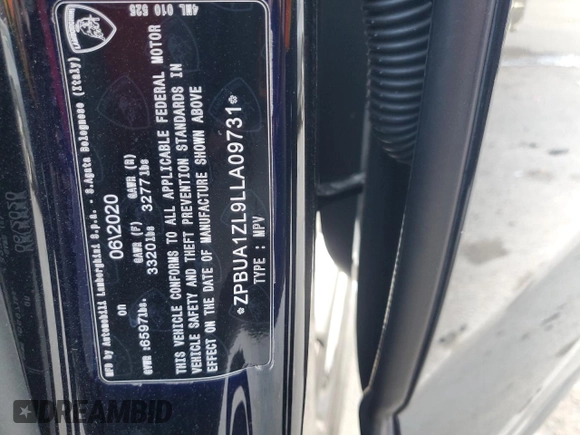 LAMBORGHINI
4ML 010 525
MFD by Automobili Lamborghini S.p.a. - S.Agata Bolognese (Italy)
on 06\2020
GVWR :6597lbs. GAWR (F) 3320lbs GAWR (R) 3277lbs
THIS VEHICLE CONFORMS TO ALL APPLICABLE FEDERAL MOTOR
VEHICLE SAFETY AND THEFT PREVENTION STANDARDS IN
EFFECT ON THE DATE OF MANUFACTURE SHOWN ABOVE
*ZPBUA1ZL9LLA09731*
TYPE : MPV
DREAMBID